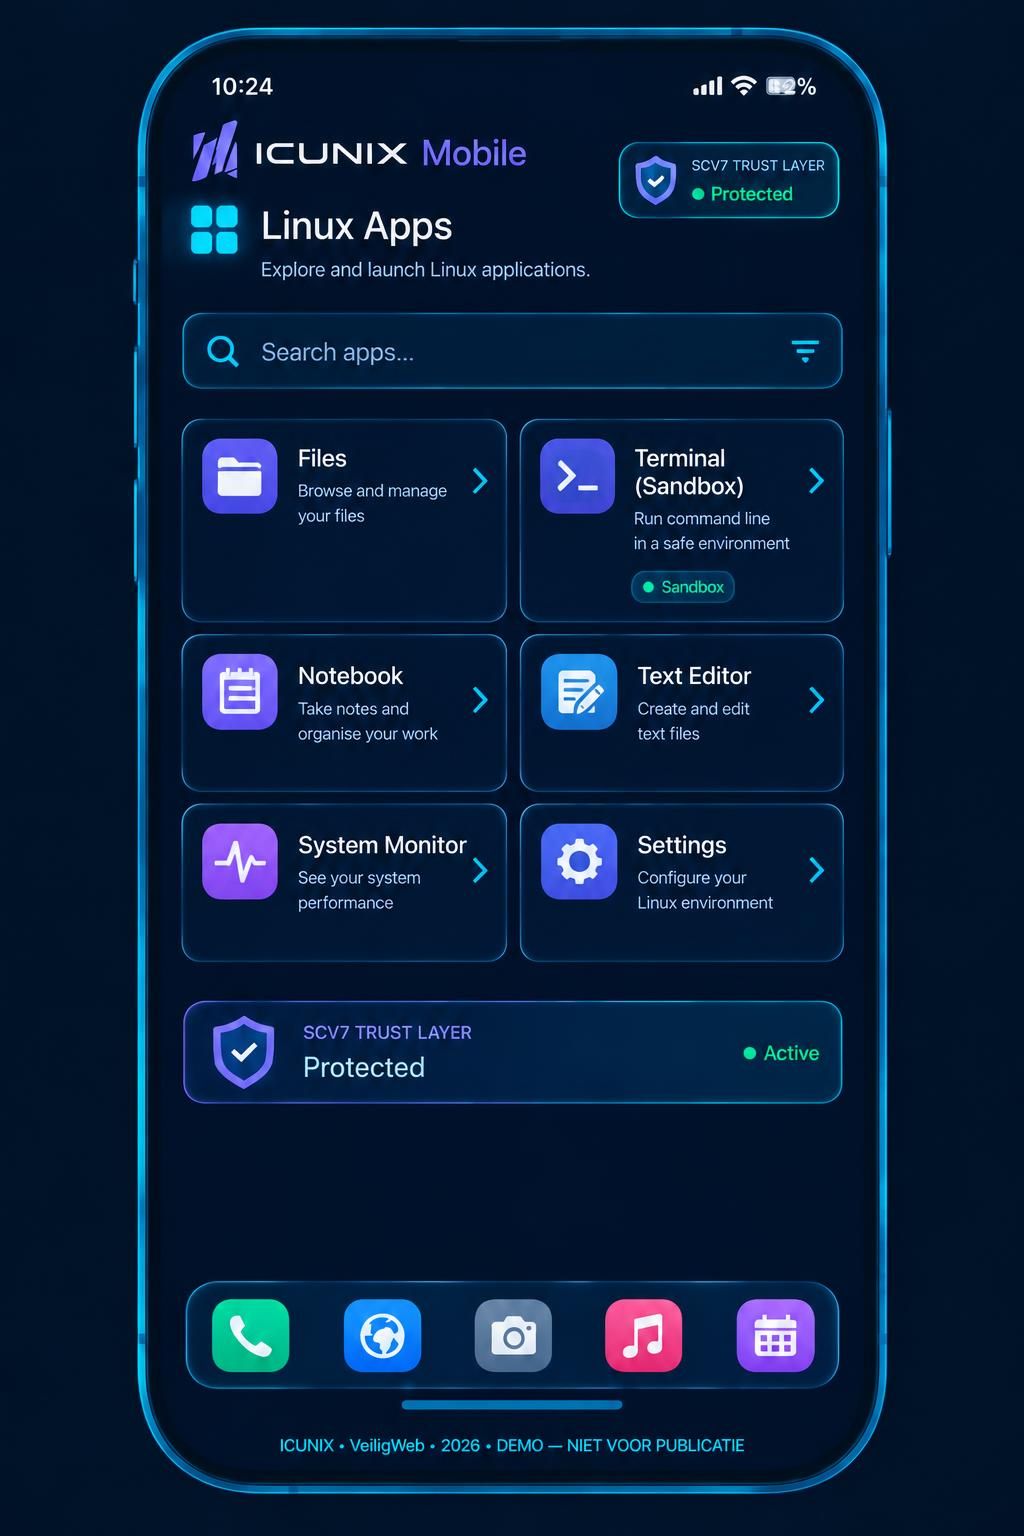 10:24
ICUNIX Mobile
SCV7 TRUST LAYER
Protected
Linux Apps
Explore and launch Linux applications.
Search apps...
Files
Browse and manage
your files
Terminal
(Sandbox)
Run command line
in a safe environment
Sandbox
Notebook
Take notes and
organise your work
Text Editor
Create and edit
text files
System Monitor
See your system
performance
Settings
Configure your
Linux environment
SCV7 TRUST LAYER
Protected
Active
ICUNIX • VeiligWeb • 2026 • DEMO — NIET VOOR PUBLICATIE